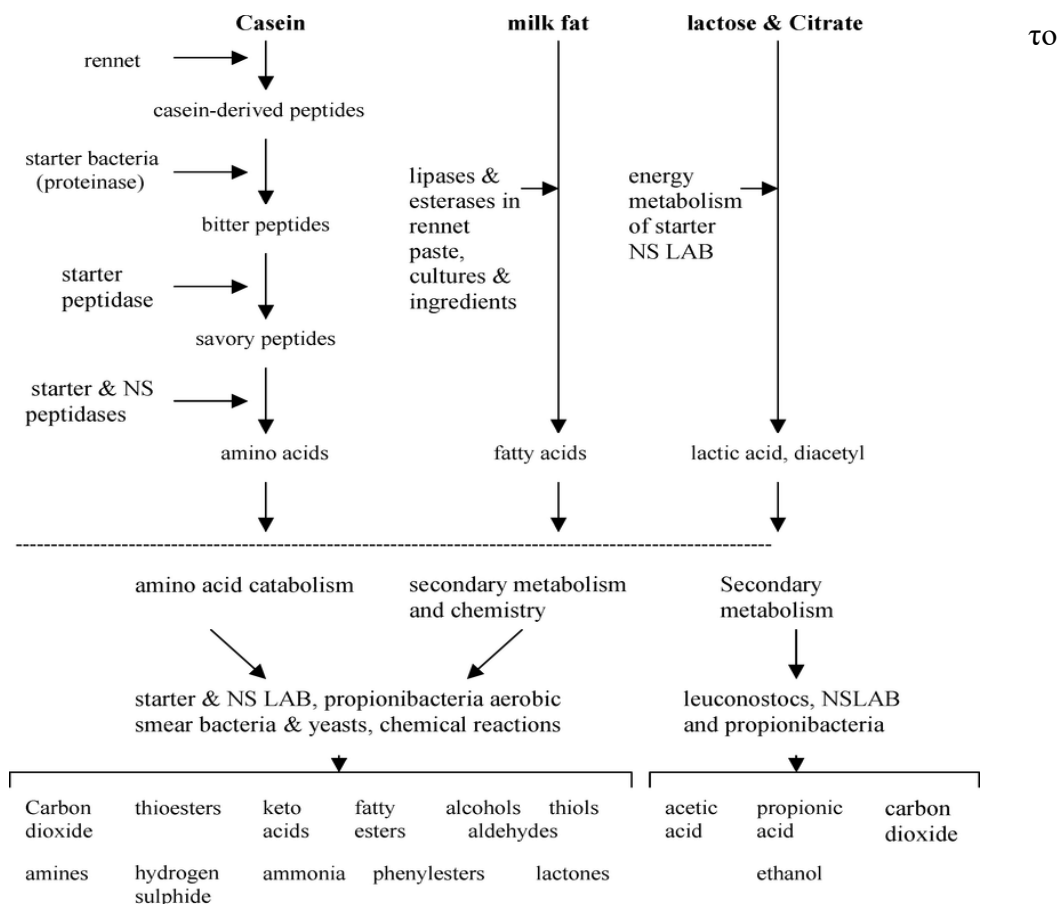 Casein milk fat lactose & Citrate
το
rennet
casein-derived peptides
starter bacteria
(proteinase)
lipases &
esterases in
rennet
paste,
cultures &
ingredients
energy
metabolism
of starter
NS LAB
bitter peptides
starter
peptidase
savory peptides
starter & NS
peptidases
amino acids fatty acids lactic acid, diacetyl
amino acid catabolism
secondary metabolism
and chemistry
Secondary
metabolism
starter & NS LAB, propionibacteria aerobic
smear bacteria & yeasts, chemical reactions
leuconostocs, NSLAB
and propionibacteria
Carbon
dioxide
thioesters
keto
acids
fatty
esters
alcohols
aldehydes
thiols
acetic
acid
propionic
acid
carbon
dioxide
amines
hydrogen
sulphide
ammonia
phenylesters
lactones
ethanol